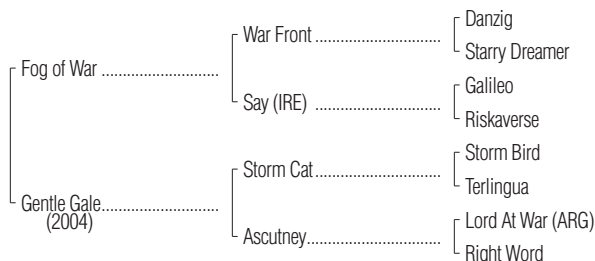 Danzig
War Front ........................................
Starry Dreamer
Fog of War .....................................
Galileo
Say (IRE) ........................................
Riskaverse
Storm Bird
Storm Cat ........................................
Terlingua
Gentle Gale.....................................
(2004)
Lord At War (ARG)
Ascutney..........................................
Right Word